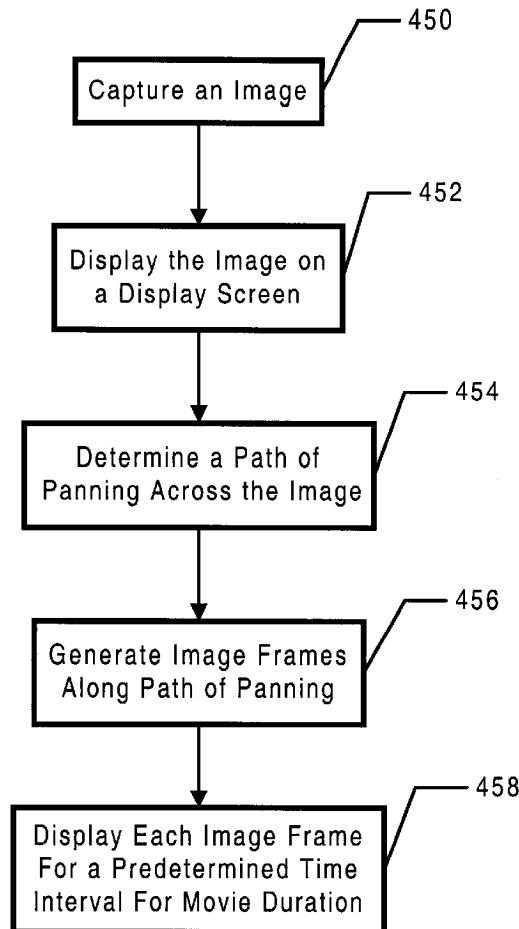 450
Capture an Image
452
Display the Image on
a Display Screen
454
Determine a Path of
Panning Across the Image
456
Generate Image Frames
Along Path of Panning
458
Display Each Image Frame
For a Predetermined Time
Interval For Movie Duration